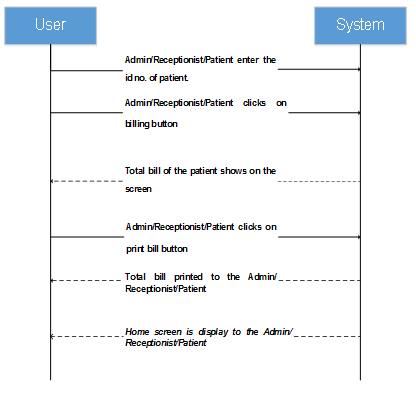 User
System
Admin/Receptionist/Patient enter the
id no. of patient.
Admin/Receptionist/Patient clicks on
billing button
Total bill of the patient shows on the
screen
Admin/Receptionist/Patient clicks on
print bill button
Total bill printed to the Admin/
Receptionist/Patient
Home screen is display to the Admin/
Receptionist/Patient